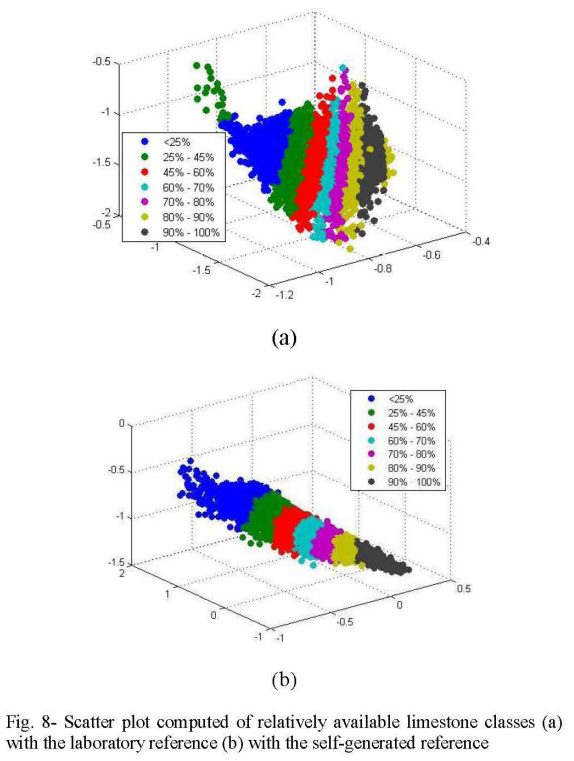 -0.5
-1
-1.5
-2
-0.5
-1
-1.5
-2
-1.2
-1
-0.8
-0.6
-0.4
<25%
25% - 45%
45% - 60%
60% - 70%
70% - 80%
80% - 90%
90% - 100%
(a)
0
-0.5
-1
-1.5
2
1
0
-1
-1
-0.5
0
0.5
<25%
25% - 45%
45% - 60%
60% - 70%
70% - 80%
80% - 90%
90% - 100%
(b)
Fig. 8- Scatter plot computed of relatively available limestone classes (a)
with the laboratory reference (b) with the self-generated reference